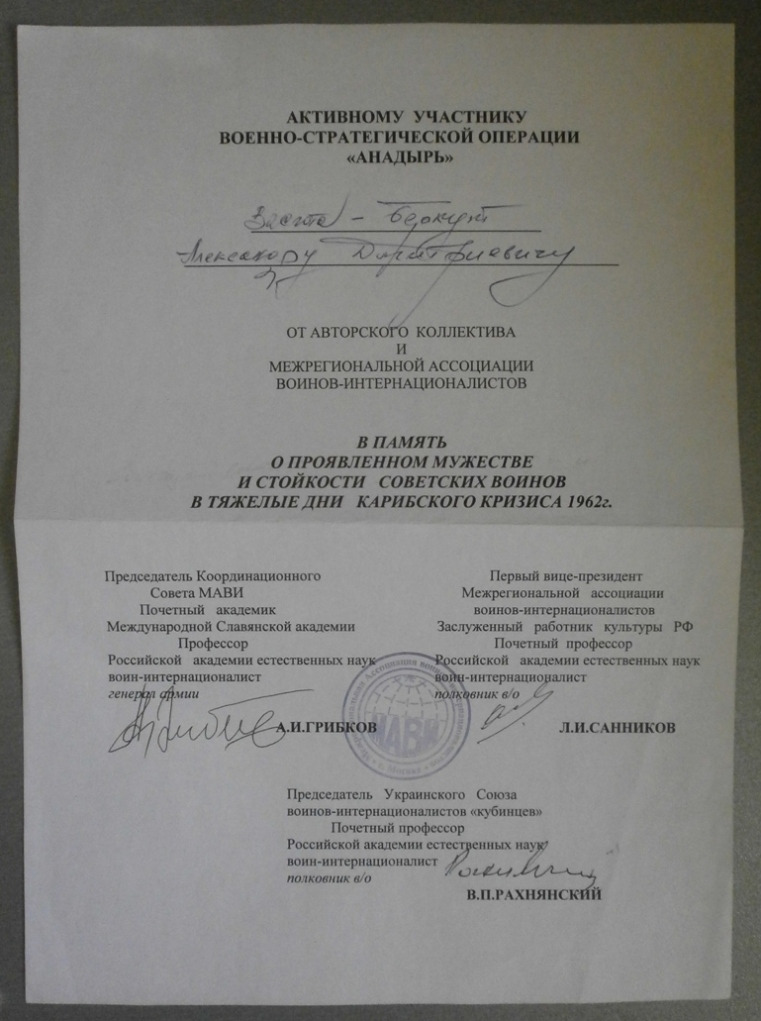 АКТИВНОМУ УЧАСТНИКУ
ВОЕННО-СТРАТЕГИЧЕСКОЙ ОПЕРАЦИИ
«АНАДЫРЬ»
Беркут
Александру Дмитриевичу
ОТ АВТОРСКОГО КОЛЛЕКТИВА
И
МЕЖРЕГИОНАЛЬНОЙ АССОЦИАЦИИ
ВОИНОВ-ИНТЕРНАЦИОНАЛИСТОВ
В ПАМЯТЬ
О ПРОЯВЛЕННОМ МУЖЕСТВЕ
И СТОЙКОСТИ СОВЕТСКИХ ВОИНОВ
В ТЯЖЕЛЫЕ ДНИ КАРИБСКОГО КРИЗИСА 1962г.
Председатель Координационного
Совета МАВИ
Почетный академик
Международной Славянской академии
Профессор
Российской академии естественных наук
воин-интернационалист
генерал армии
А.И.ГРИБКОВ
Первый вице-президент
Межрегиональной ассоциации
воинов-интернационалистов
Заслуженный работник культуры РФ
Почетный профессор
Российской академии естественных наук
воин-интернационалист
полковник в/о
Л.И.САННИКОВ
МАВИ
Председатель Украинского Союза
воинов-интернационалистов «кубинцев»
Почетный профессор
Российской академии естественных наук
воин-интернационалист
полковник в/о
В.П.РАХНЯНСКИЙ